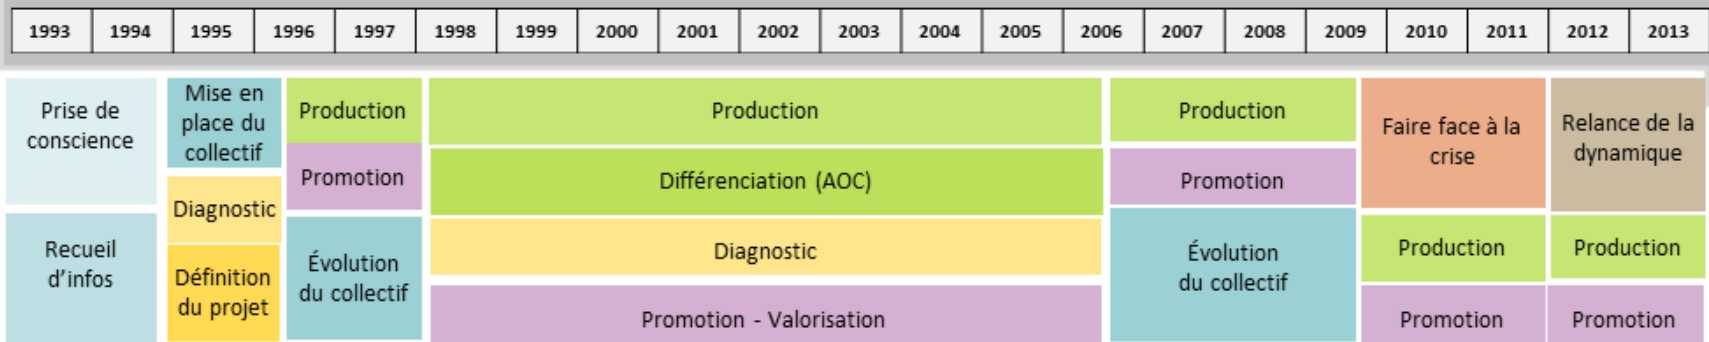 1993 1994 1995 1996 1997 1998 1999 2000 2001 2002 2003 2004 2005 2006 2007 2008 2009 2010 2011 2012 2013
Prise de
conscience
Recueil
d'infos
Mise en
place du
collectif
Diagnostic
Définition
du projet
Production
Promotion
Évolution
du collectif
Production
Différenciation (AOC)
Diagnostic
Promotion - Valorisation
Production
Promotion
Évolution
du collectif
Faire face à la
crise
Production
Promotion
Relance de la
dynamique
Production
Promotion